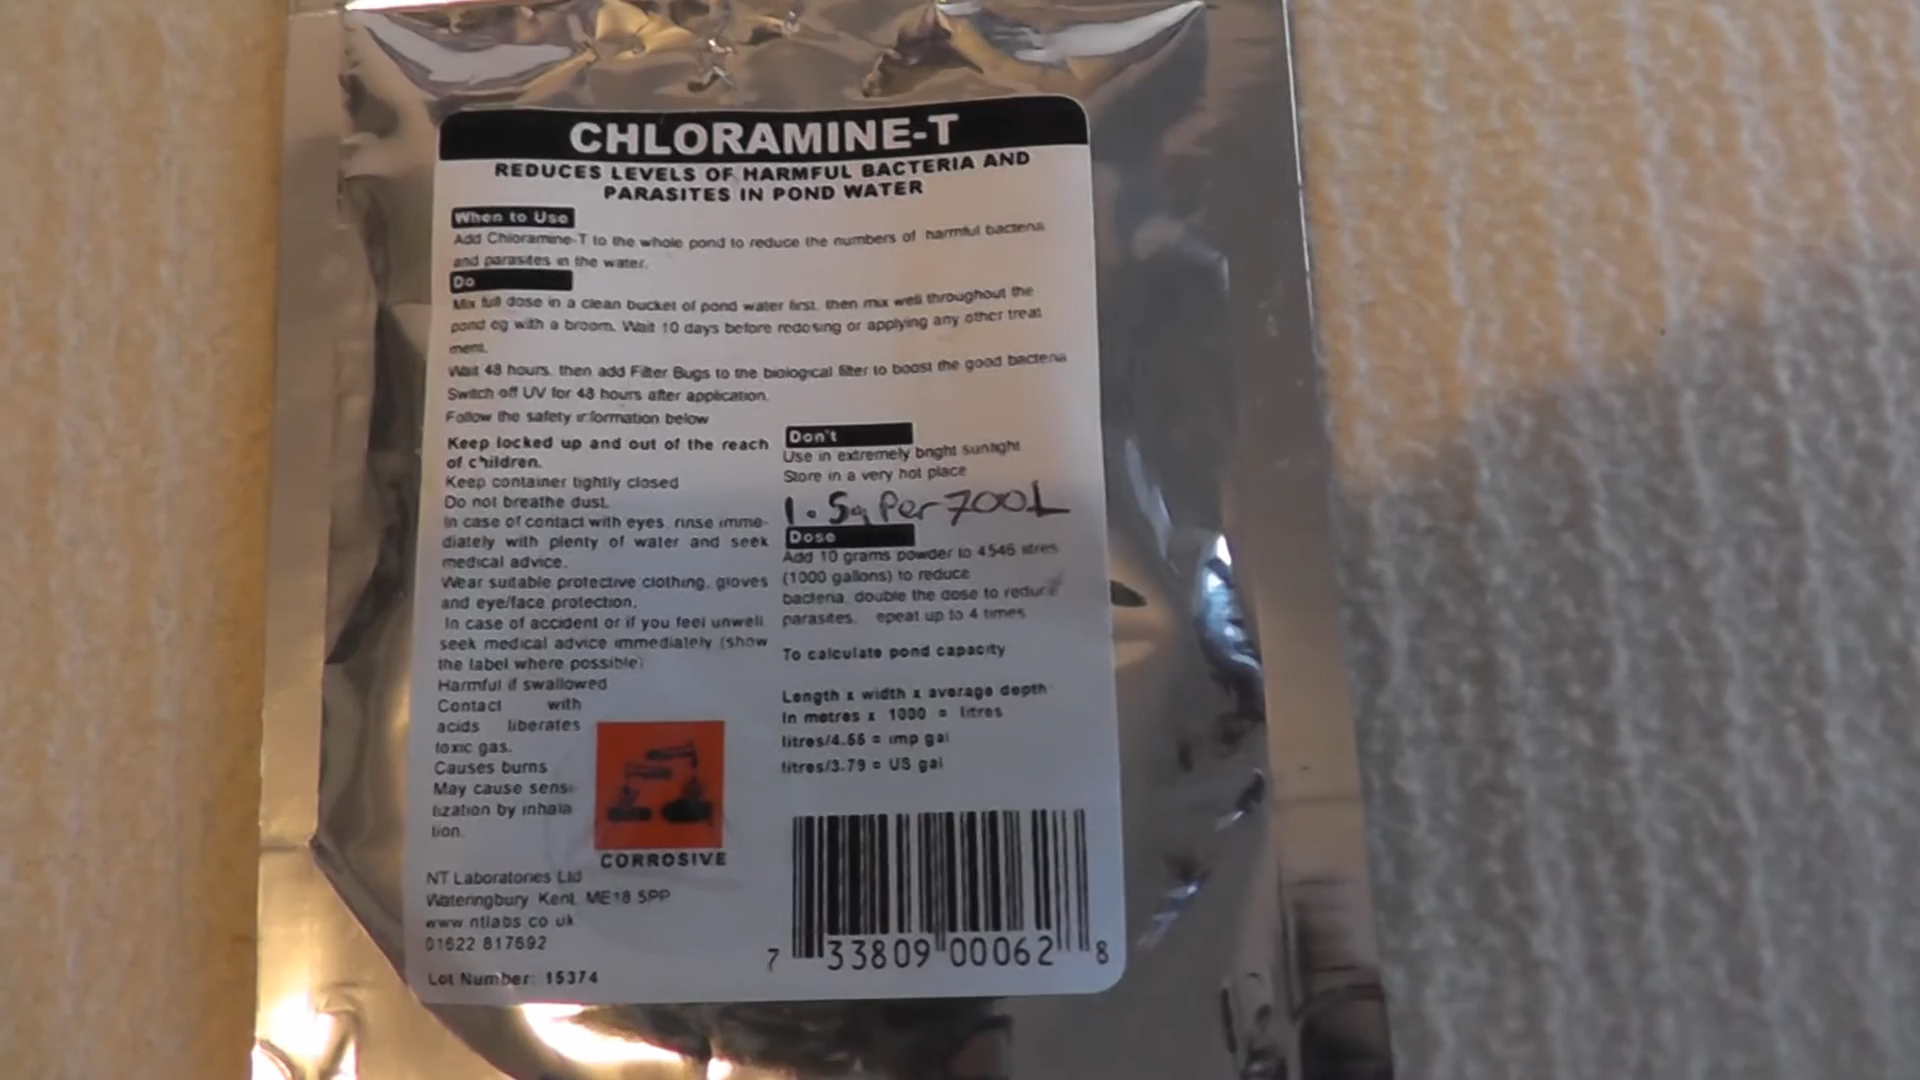 CHLORAMINE-T
REDUCES LEVELS OF HARMFUL BACTERIA AND
PARASITES IN POND WATER
When to Use
Add Chloramine-T to the whole pond to reduce the numbers of harmful bacteria
and parasites in the water.
Do
Mix full dose in a clean bucket of pond water first, then mix well throughout the
pond eg with a broom. Wait 10 days before redosing or applying any other treat
ment.
Wait 48 hours, then add Filter Bugs to the biological filter to boost the good bacteria
Switch off UV for 48 hours after application.
Follow the safety information below
Keep locked up and out of the reach
of children.
Keep container tightly closed
Do not breathe dust.
In case of contact with eyes, rinse imme-
diately with plenty of water and seek
medical advice.
Wear suitable protective clothing, gloves
and eye/face protection.
In case of accident or if you feel unwell
seek medical advice immediately (show
the label where possible)
Harmful if swallowed
Contact with
acids liberates
toxic gas.
Causes burns
May cause sens-
itization by inhala
tion.
CORROSIVE
NT Laboratories Ltd
Wateringbury Kent. ME18 5PP
www ntlabs co uk
01622 817692
Lot Number: 15374
Don't
Use in extremely bright sunlight
Store in a very hot place
1.5g Per 700L
Dose
Add 10 grams powder to 4546 litres
(1000 gallons) to reduce
bacteria, double the dose to reduce
parasites. epeat up to 4 times
To calculate pond capacity
Length x width x average depth
In metres x 1000 = litres
litres/4.55 = imp gal
litres/3.79 = US gal
7 33809 00062 8